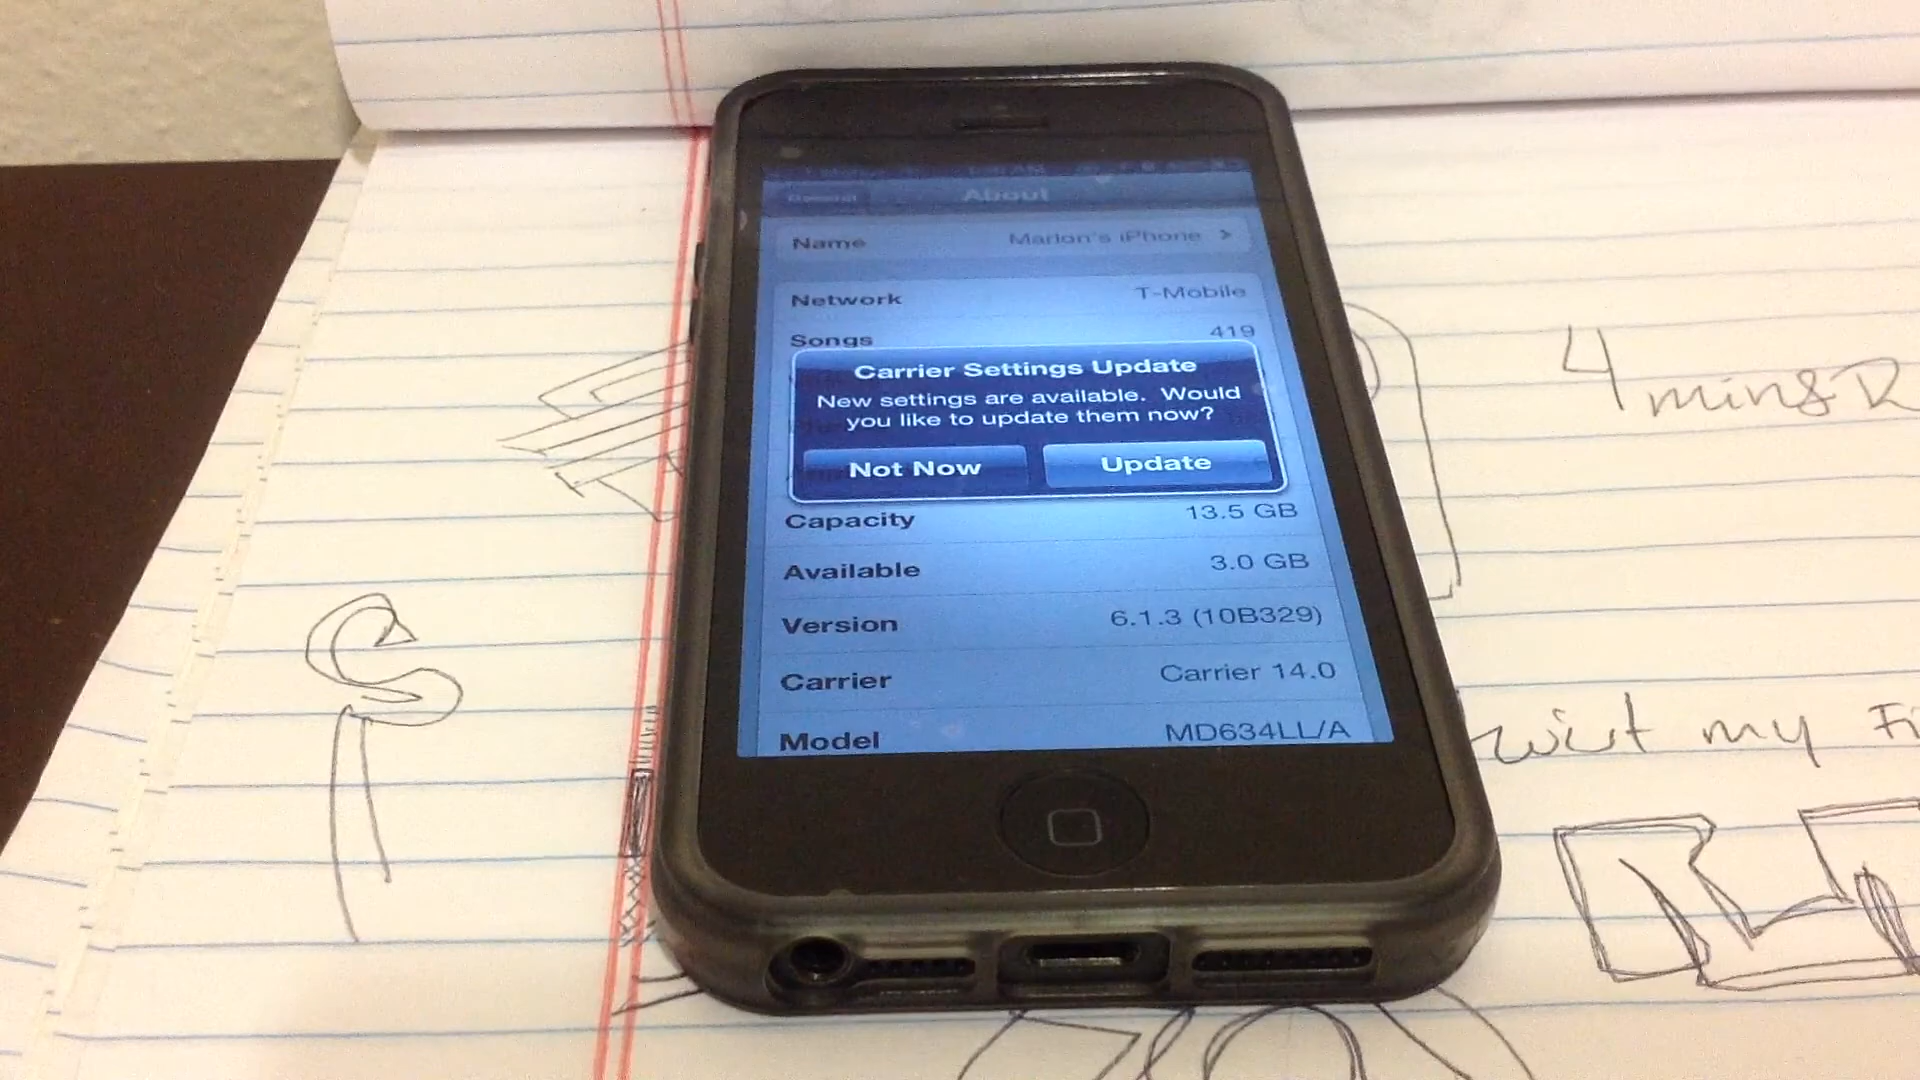 General
About
Name Marlon's iPhone
Network T-Mobile
Songs 419
Carrier Settings Update
New settings are available. Would
you like to update them now?
Not Now Update
Capacity 13.5 GB
Available 3.0 GB
Version 6.1.3 (10B329)
Carrier Carrier 14.0
Model MD634LL/A
4
my